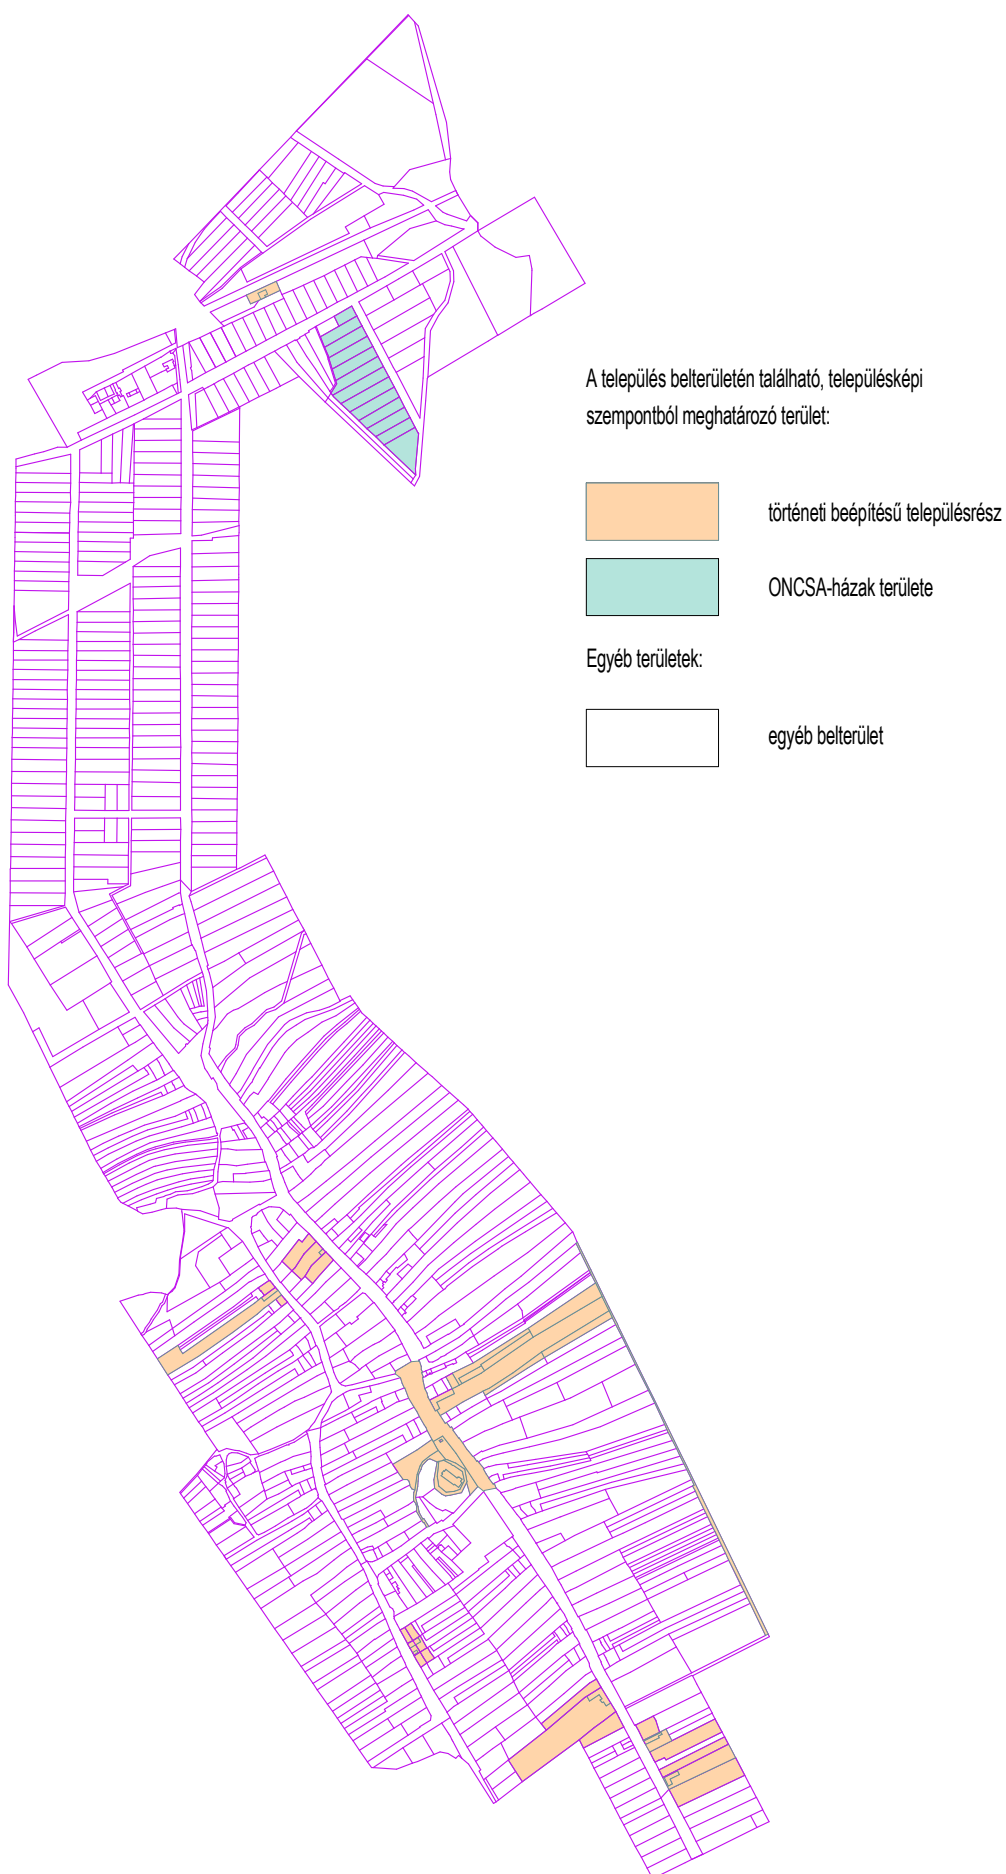 A település belterületén található, településképi
szempontból meghatározó terület:
történeti beépítésű településrész
ONCSA-házak területe
Egyéb területek:
egyéb belterület